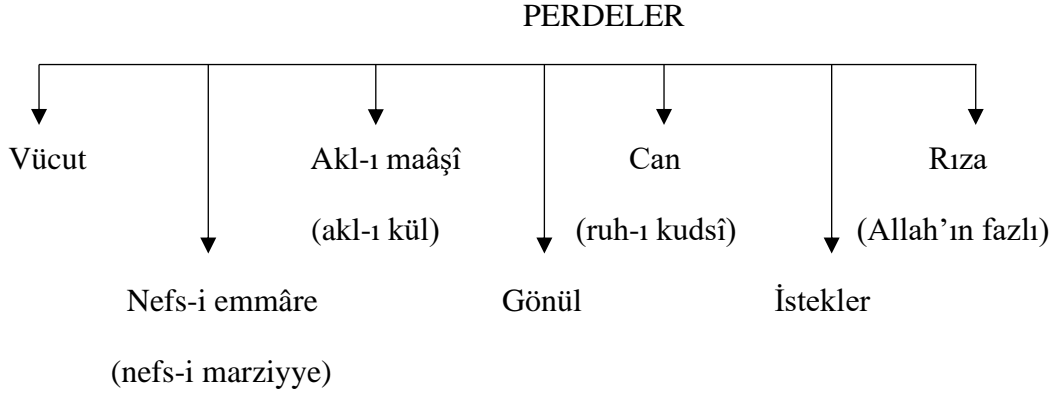 PERDELER
Vücut Akl-ı maâşî Can Rıza
(akl-ı kül) (ruh-ı kudsî) (Allah’ın fazlı)
Nefs-i emmâre Gönül İstekler
(nefs-i marziyye)